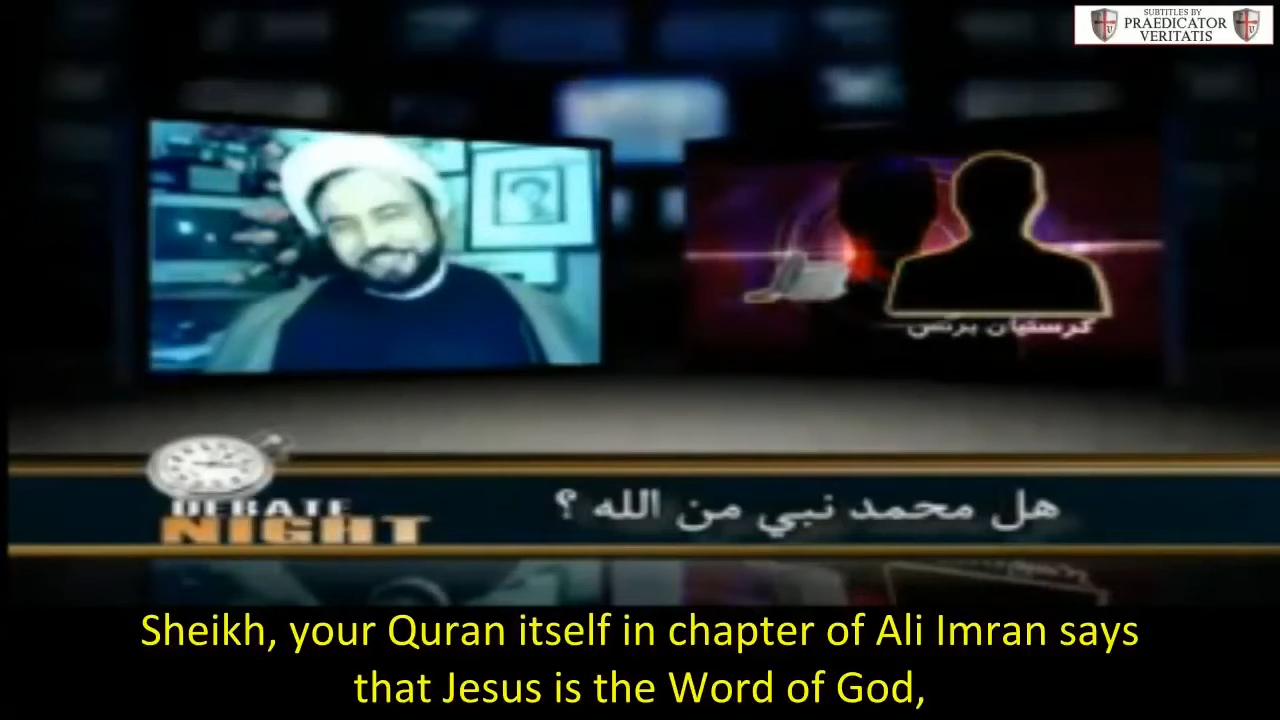 SUBTITLES BY
PRAEDICATOR
VERITATIS
كرستيان برنس
DEBATE
NIGHT
هل محمد نبي من الله ؟
Sheikh, your Quran itself in chapter of Ali Imran says
that Jesus is the Word of God,